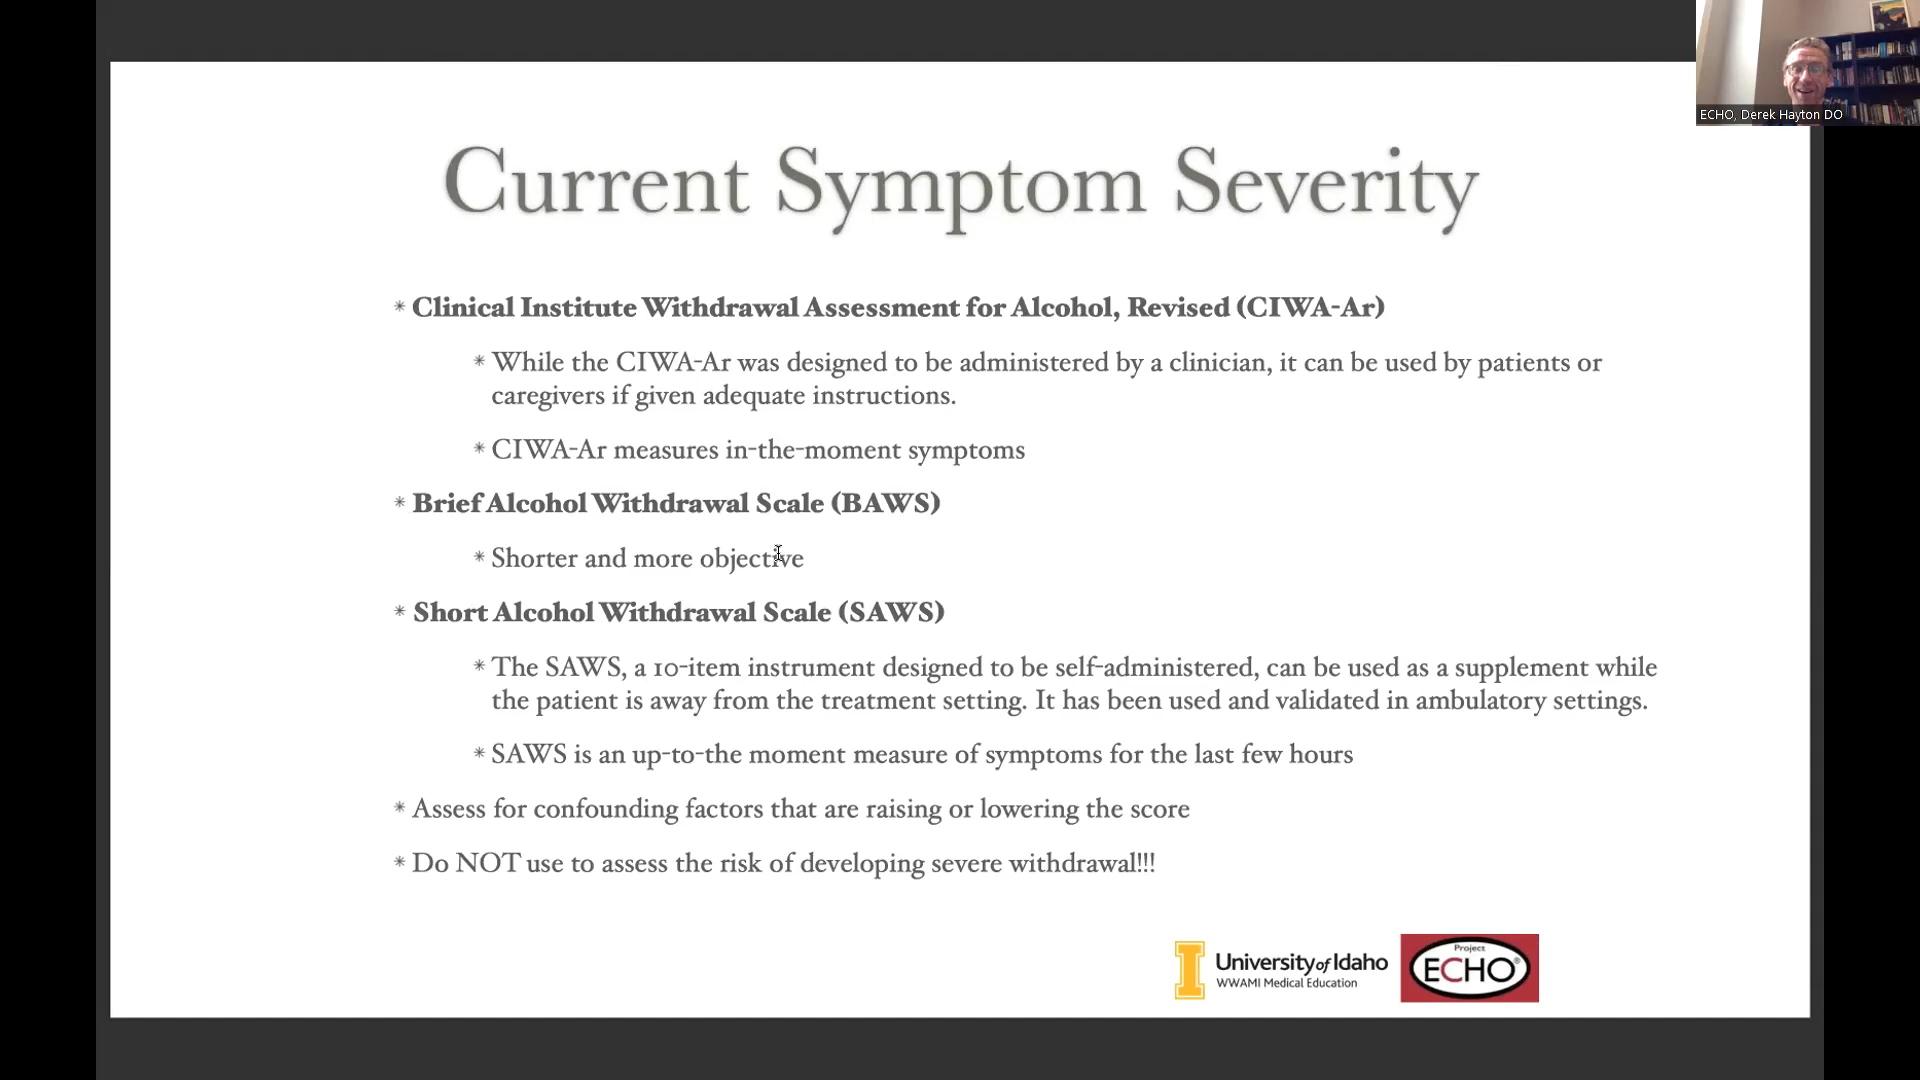 ECHO, Derek Hayton DO
Current Symptom Severity
* Clinical Institute Withdrawal Assessment for Alcohol, Revised (CIWA-Ar)
* While the CIWA-Ar was designed to be administered by a clinician, it can be used by patients or
caregivers if given adequate instructions.
* CIWA-Ar measures in-the-moment symptoms
* Brief Alcohol Withdrawal Scale (BAWS)
* Shorter and more objective
* Short Alcohol Withdrawal Scale (SAWS)
* The SAWS, a 10-item instrument designed to be self-administered, can be used as a supplement while
the patient is away from the treatment setting. It has been used and validated in ambulatory settings.
* SAWS is an up-to-the moment measure of symptoms for the last few hours
* Assess for confounding factors that are raising or lowering the score
* Do NOT use to assess the risk of developing severe withdrawal!!!
University of Idaho
WWAMI Medical Education
Project
ECHO®